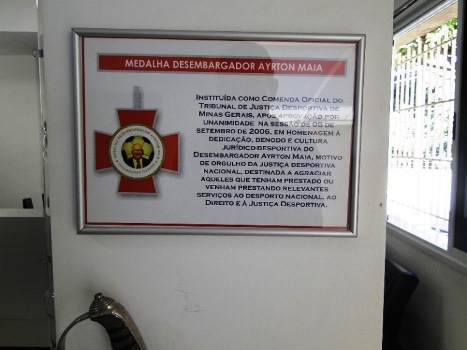 MEDALHA DESEMBARGADOR AYRTON MAIA
INSTITUÍDA COMO COMENDA OFICIAL DO
TRIBUNAL DE JUSTIÇA DESPORTIVA DE
MINAS GERAIS, APÓS APROVAÇÃO POR
UNANIMIDADE NA SESSÃO DE 05 DE
SETEMBRO DE 2006, EM HOMENAGEM À
DEDICAÇÃO, DENODO E CULTURA
JURÍDICO-DESPORTIVA DO
DESEMBARGADOR AYRTON MAIA, MOTIVO
DE ORGULHO DA JUSTIÇA DESPORTIVA
NACIONAL, DESTINADA A AGRACIAR
AQUELES QUE TENHAM PRESTADO OU
VENHAM PRESTANDO RELEVANTES
SERVIÇOS AO DESPORTO NACIONAL, AO
DIREITO E À JUSTIÇA DESPORTIVA.